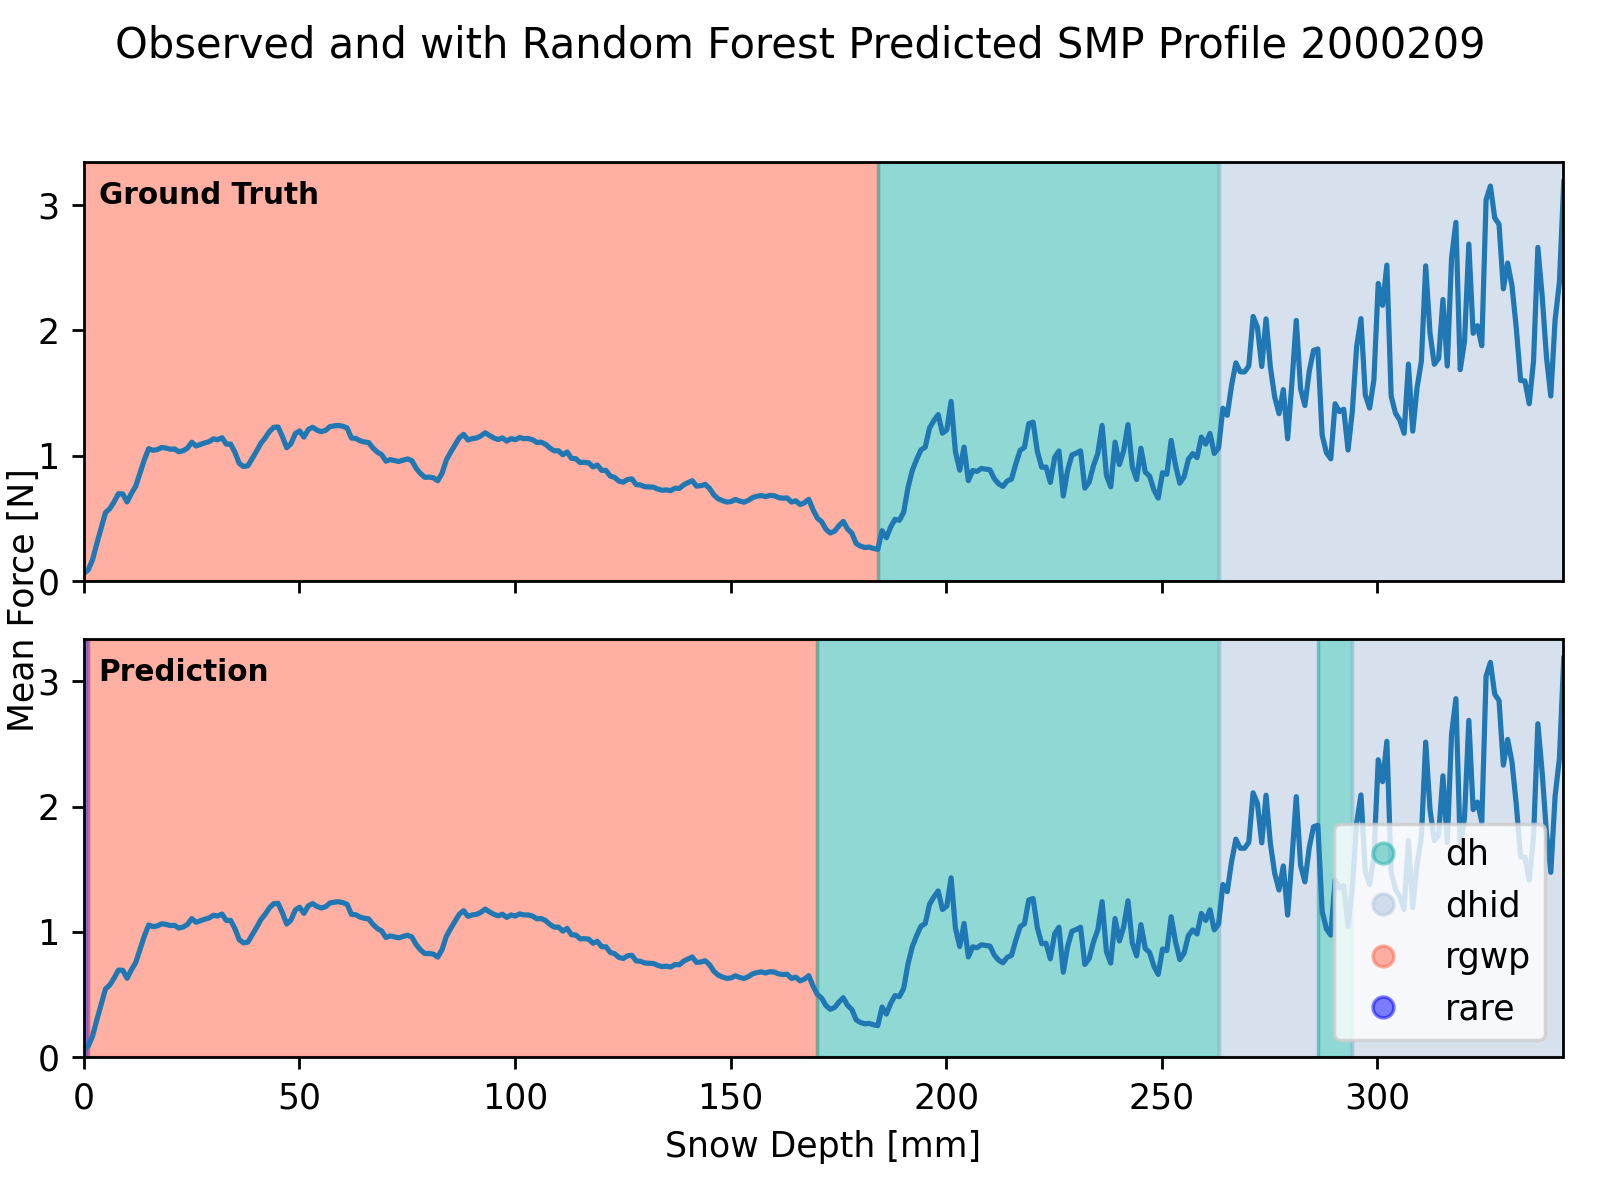 Observed and with Random Forest Predicted SMP Profile 2000209
Ground Truth
3
2
1
0
Mean Force [N]
Prediction
3
2
1
0
dh
dhid
rgwp
rare
0 50 100 150 200 250 300
Snow Depth [mm]